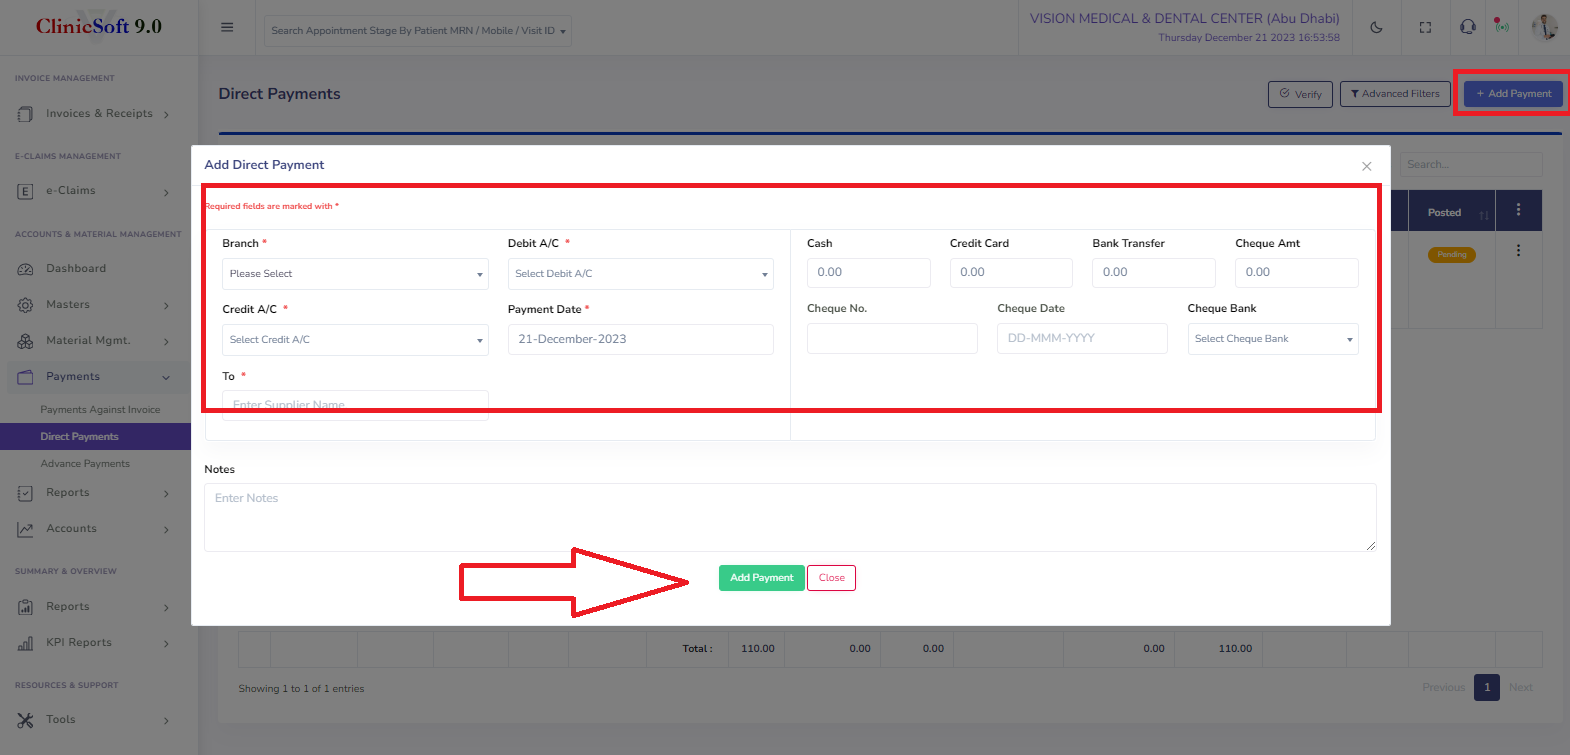 ClinicSoft 9.0
Search Appointment Stage By Patient MRN / Mobile / Visit ID
VISION MEDICAL & DENTAL CENTER (Abu Dhabi)
Thursday December 21 2023 16:53:58
INVOICE MANAGEMENT
Invoices & Receipts
E-CLAIMS MANAGEMENT
E e-Claims
ACCOUNTS & MATERIAL MANAGEMENT
Dashboard
Masters
Material Mgmt.
Payments
Payments Against Invoice
Direct Payments
Advance Payments
Reports
Accounts
SUMMARY & OVERVIEW
Reports
KPI Reports
RESOURCES & SUPPORT
Tools
Direct Payments
Verify
Advanced Filters
+ Add Payment
Search...
Posted
Pending
Add Direct Payment
×
Required fields are marked with *
Branch *
Please Select
Debit A/C *
Select Debit A/C
Credit A/C *
Select Credit A/C
Payment Date *
21-December-2023
To *
Enter Supplier Name
Cash
0.00
Credit Card
0.00
Bank Transfer
0.00
Cheque Amt
0.00
Cheque No.
Cheque Date
DD-MMM-YYYY
Cheque Bank
Select Cheque Bank
Notes
Enter Notes
Add Payment
Close
Total : 110.00 0.00 0.00 0.00 110.00
Showing 1 to 1 of 1 entries
Previous 1 Next